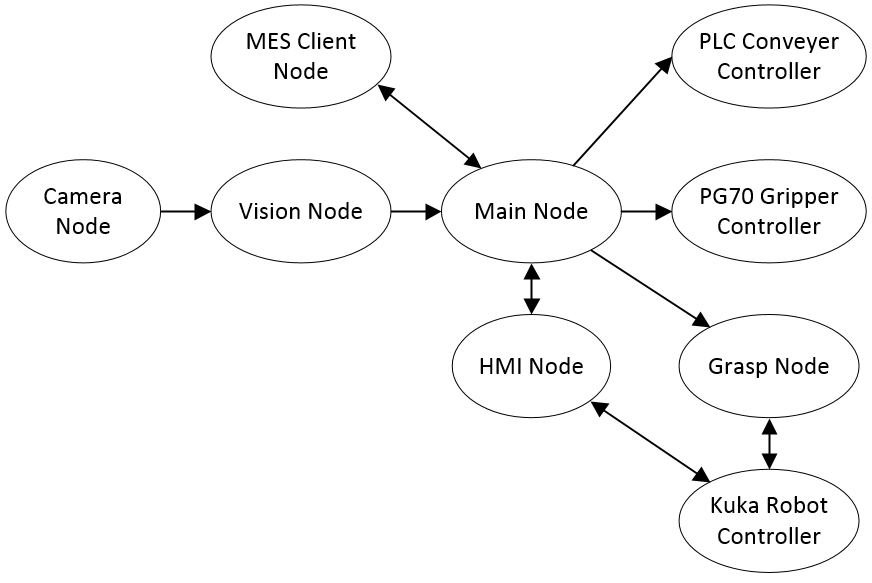 MES Client
Node
PLC Conveyer
Controller
Camera
Node
Vision Node
Main Node
PG70 Gripper
Controller
HMI Node
Grasp Node
Kuka Robot
Controller